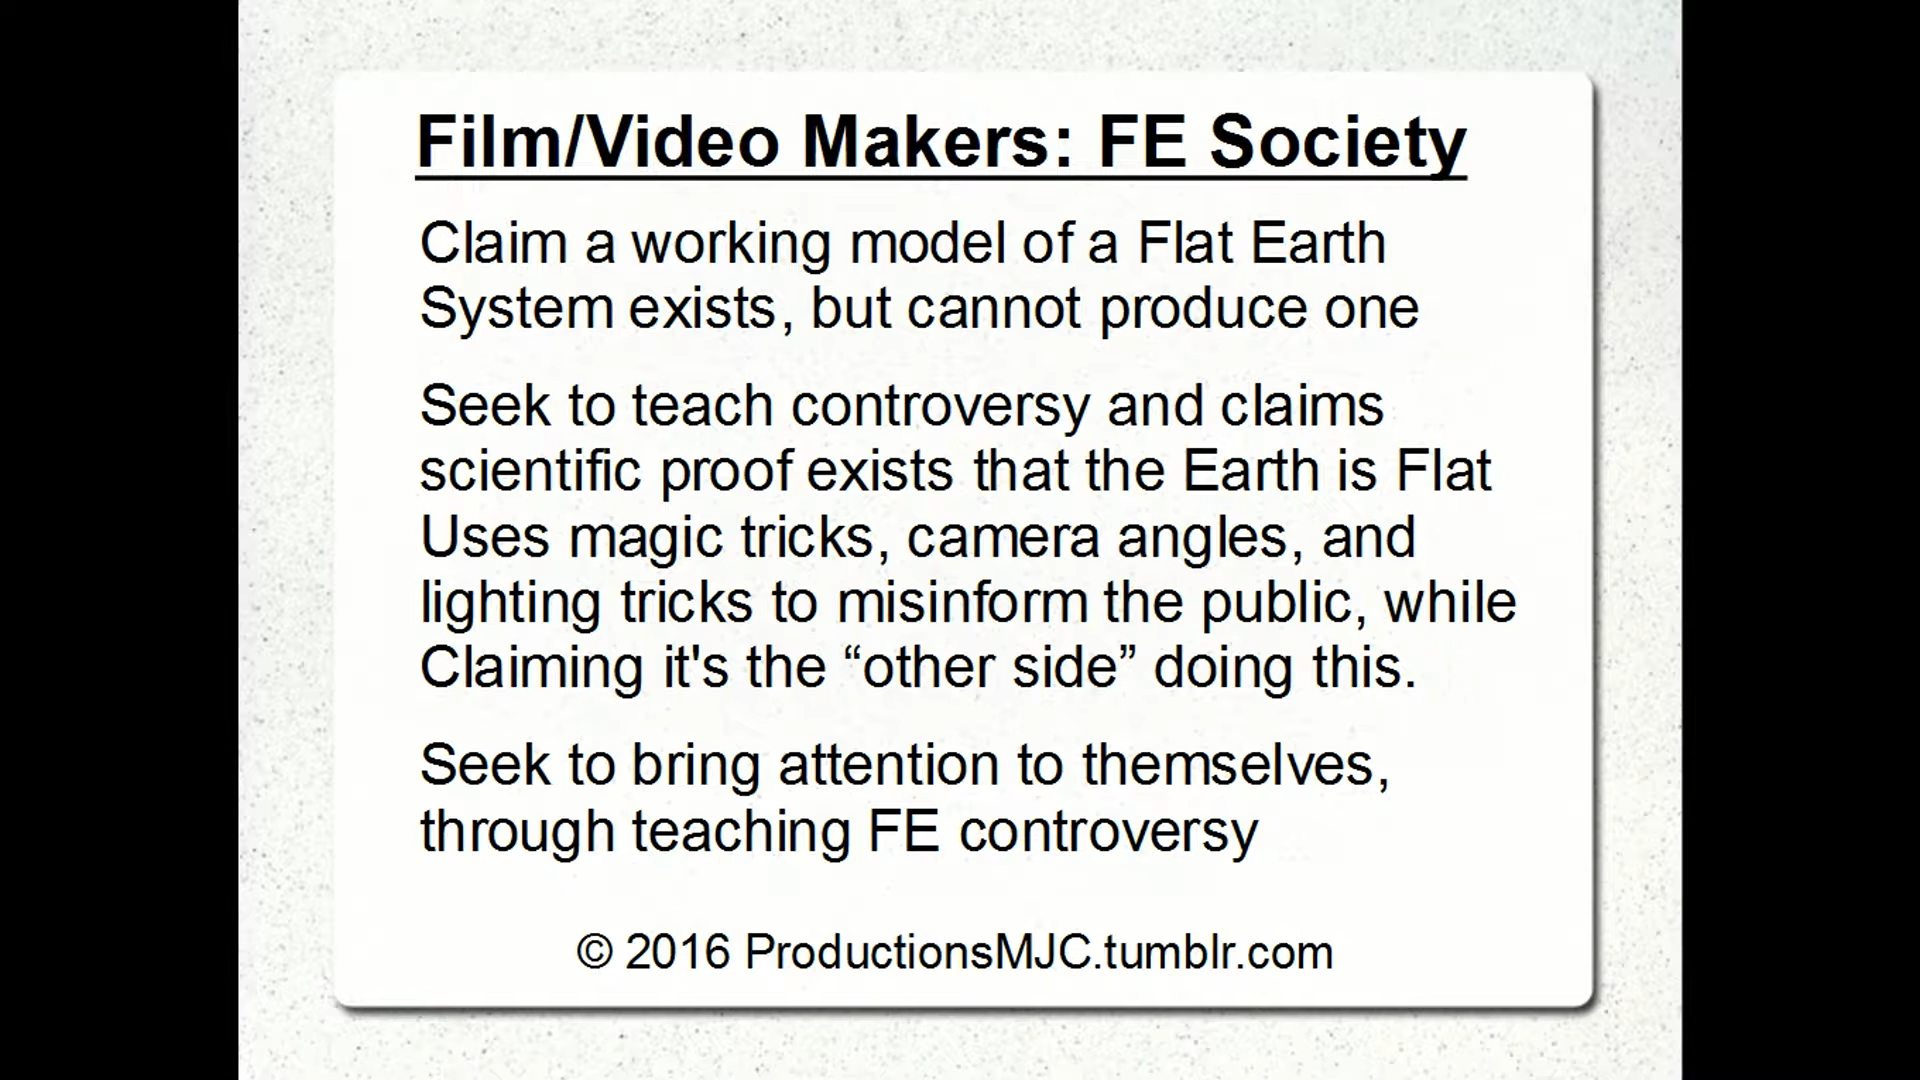 Film/Video Makers: FE Society
Claim a working model of a Flat Earth
System exists, but cannot produce one
Seek to teach controversy and claims
scientific proof exists that the Earth is Flat
Uses magic tricks, camera angles, and
lighting tricks to misinform the public, while
Claiming it's the “other side” doing this.
Seek to bring attention to themselves,
through teaching FE controversy
© 2016 ProductionsMJC.tumblr.com